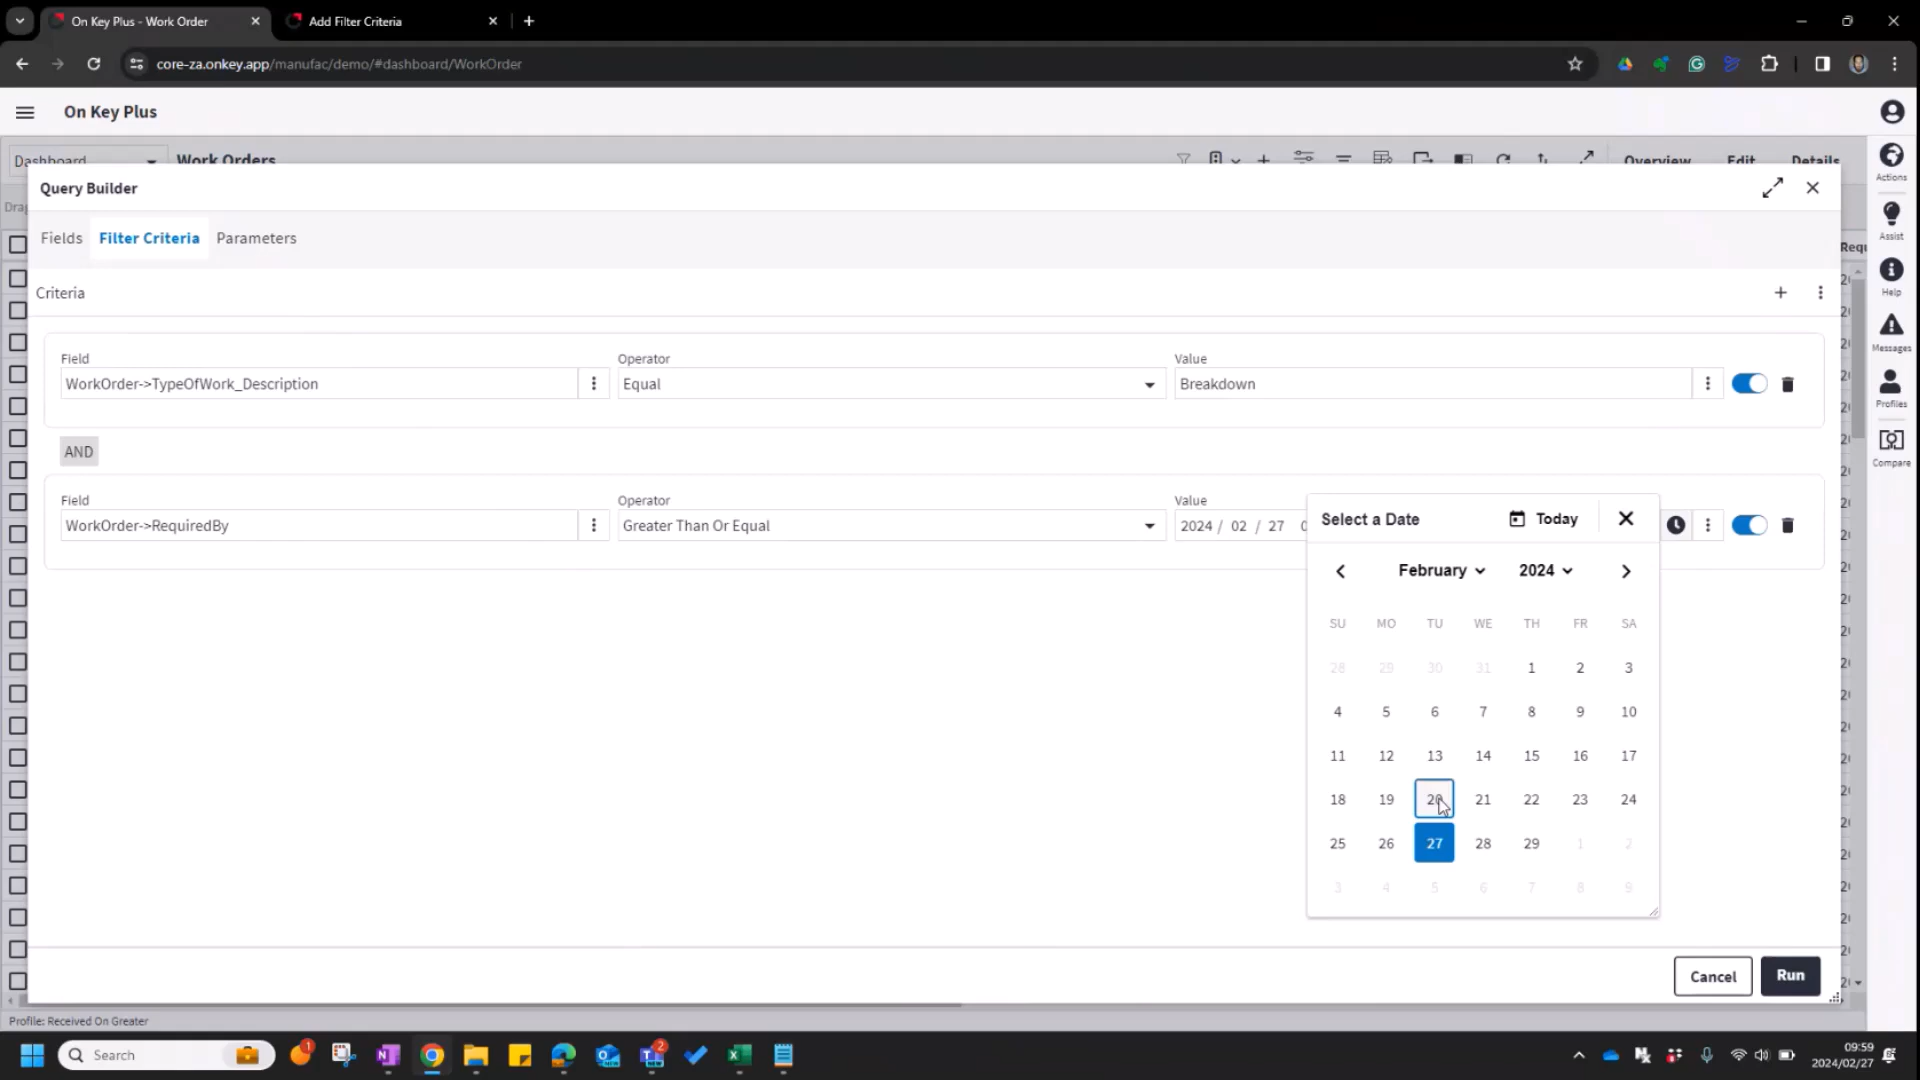 On Key Plus - Work Order
Add Filter Criteria
core-za.onkey.app/manufac/demo/#dashboard/WorkOrder
On Key Plus
Dashboard
Work Orders
Overview
Edit
Details
Actions
Assist
Help
Messages
Profiles
Compare
Query Builder
Fields
Filter Criteria
Parameters
Criteria
Field
Operator
Value
WorkOrder->TypeOfWork_Description
Equal
Breakdown
AND
Field
Operator
Value
WorkOrder->RequiredBy
Greater Than Or Equal
2024 / 02 / 27
Select a Date
Today
February
2024
SU MO TU WE TH FR SA
28 29 30 31 1 2 3
4 5 6 7 8 9 10
11 12 13 14 15 16 17
18 19 20 21 22 23 24
25 26 27 28 29 1 2
3 4 5 6 7 8 9
Cancel
Run
Profile: Received On Greater
Search
1
2
09:59
2024/02/27